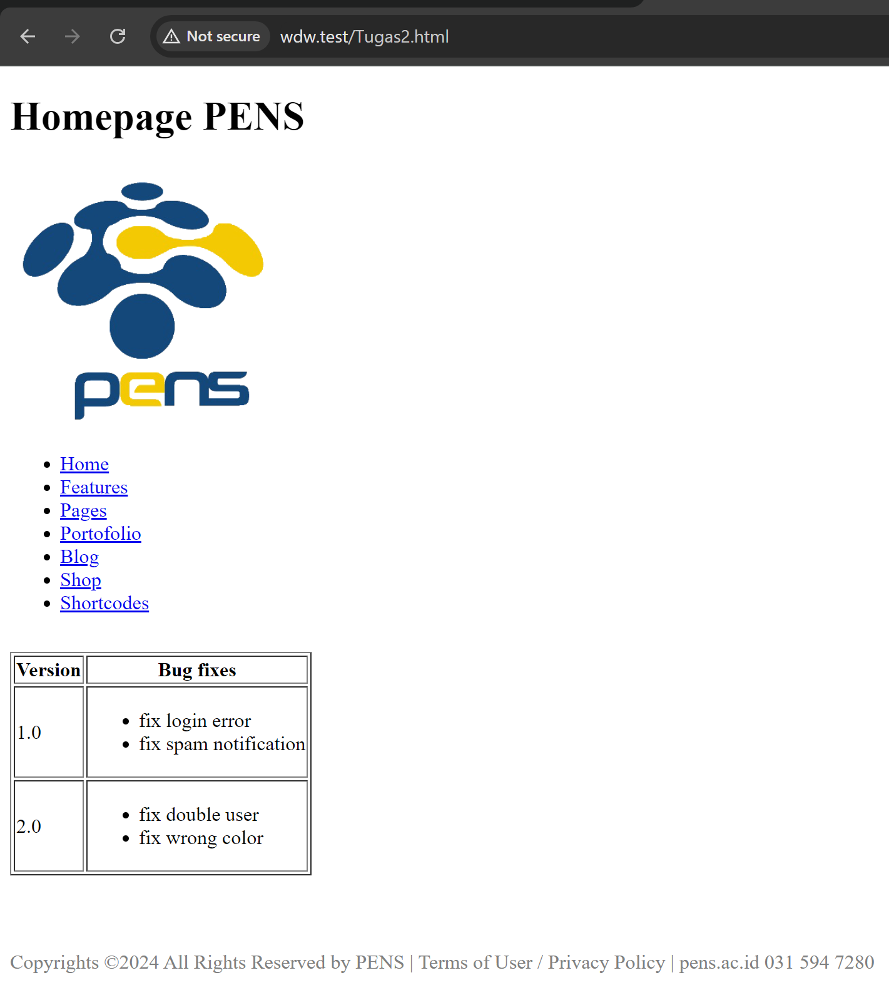 Not secure wdw.test/Tugas2.html
Homepage PENS
pens
Home
Features
Pages
Portofolio
Blog
Shop
Shortcodes
Version Bug fixes
1.0
fix login error
fix spam notification
2.0
fix double user
fix wrong color
Copyrights ©2024 All Rights Reserved by PENS | Terms of User / Privacy Policy | pens.ac.id 031 594 7280